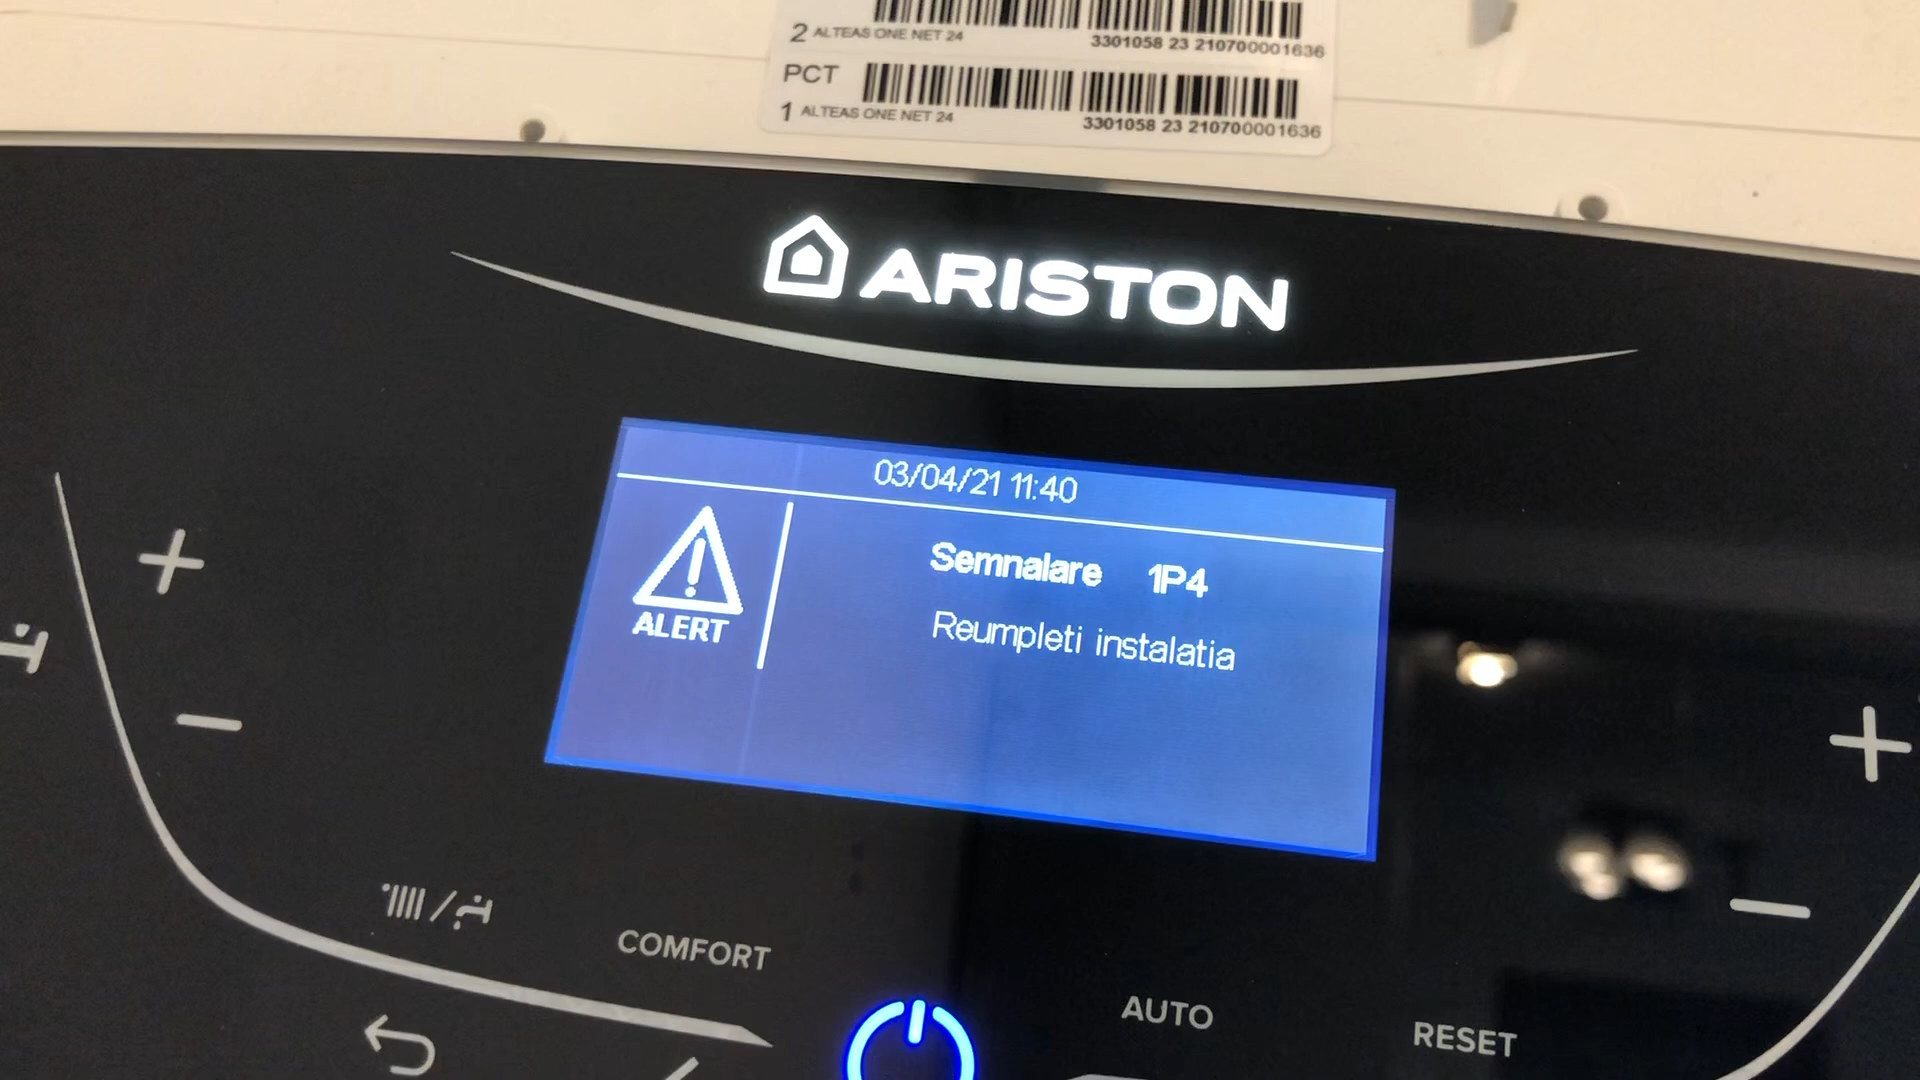 2 ALTEAS ONE NET 24 3301058 23 210700001636
PCT
1 ALTEAS ONE NET 24 3301058 23 210700001636
ARISTON
03/04/21 11:40
Semnalare 1P4
ALERT
Reumpleti instalatia
COMFORT
AUTO
RESET